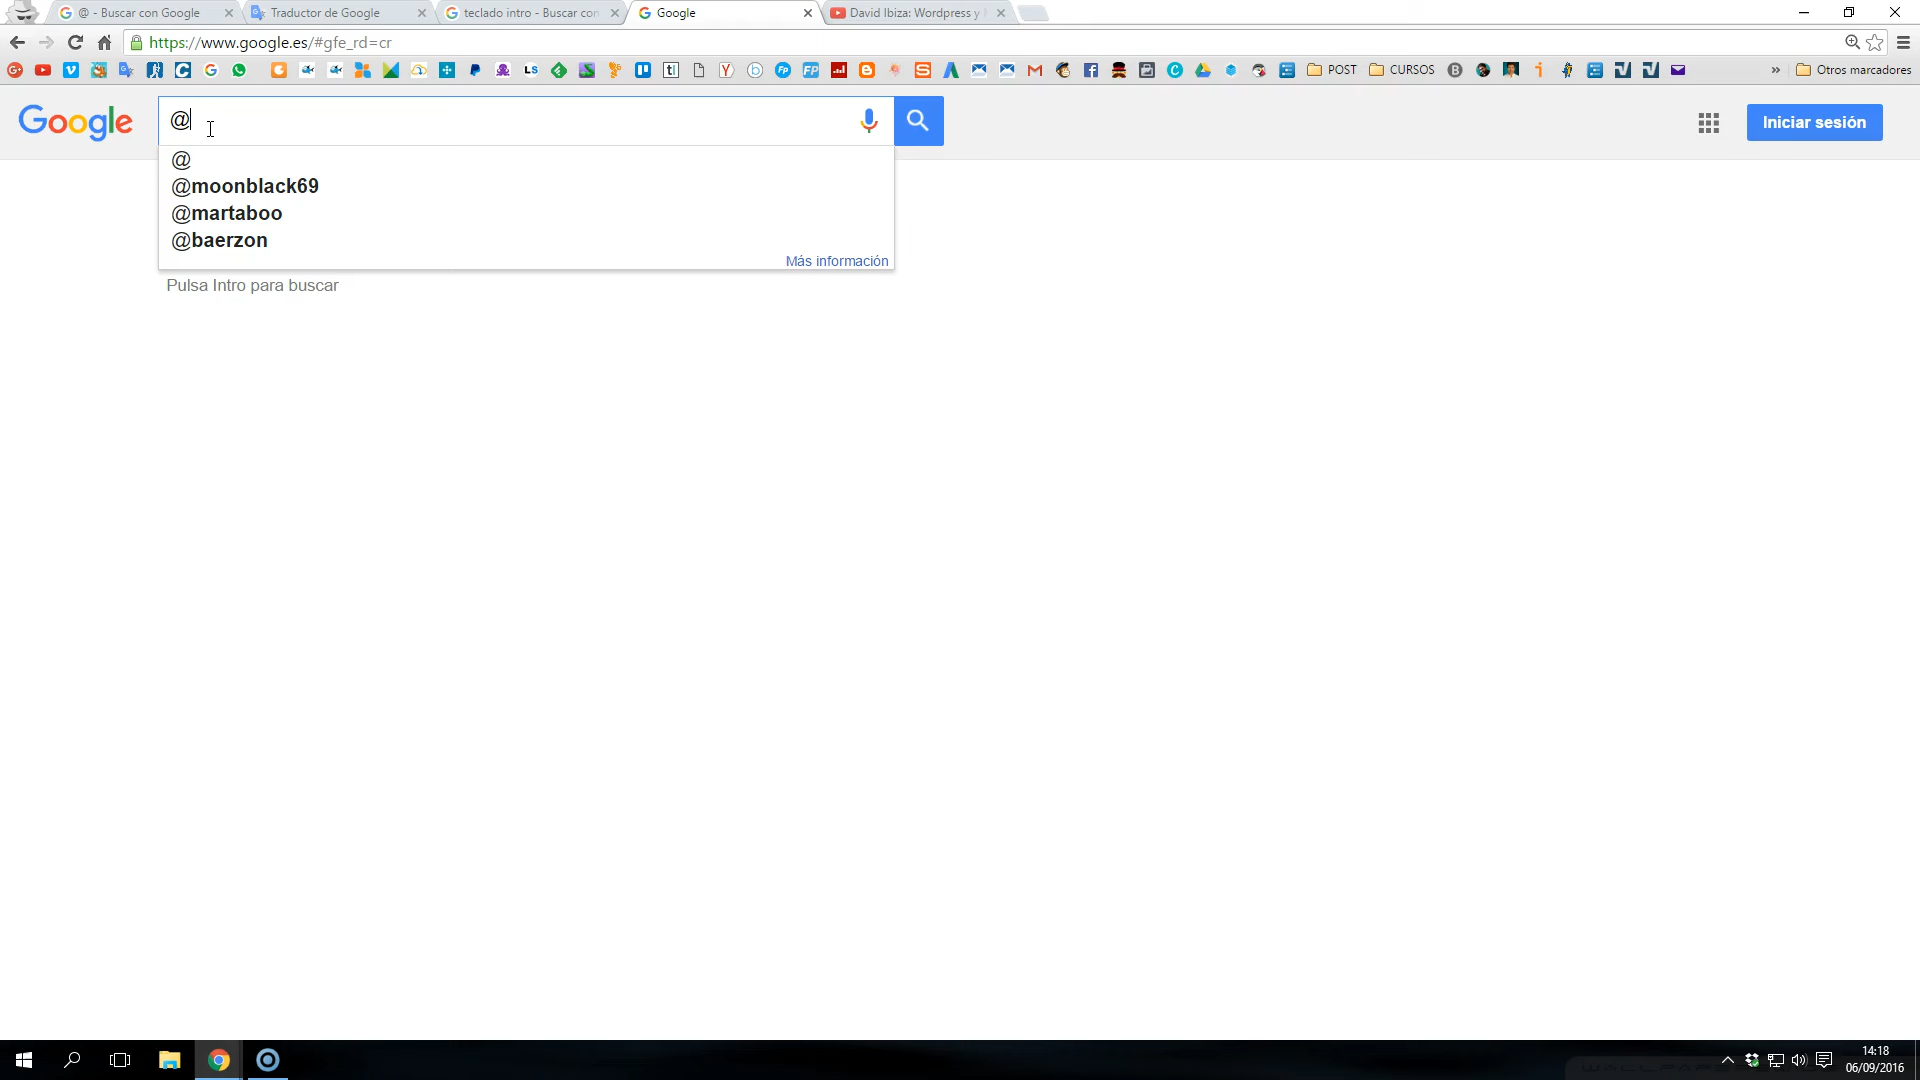 @ - Buscar con Google
Traductor de Google
teclado intro - Buscar con
Google
David Ibiza: Wordpress y
https://www.google.es/#gfe_rd=cr
POST
CURSOS
Otros marcadores
Google
@
Iniciar sesión
@
@moonblack69
@martaboo
@baerzon
Más información
Pulsa Intro para buscar
14:18
06/09/2016